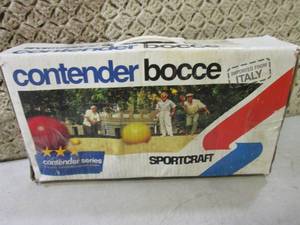 contender bocce
IMPORTED FROM
ITALY
contender series
SPORTCRAFT